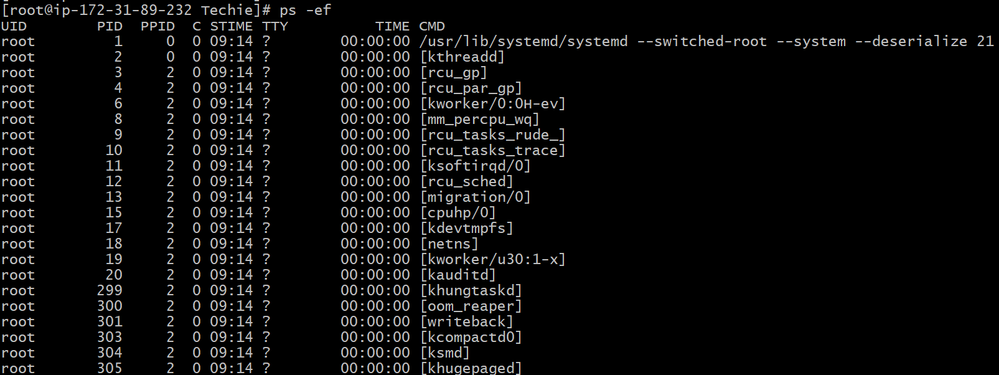 [root@ip-172-31-89-232 Techie]# ps -ef
UID        PID  PPID  C STIME TTY          TIME CMD
root         1     0  0 09:14 ?        00:00:00 /usr/lib/systemd/systemd --switched-root --system --deserialize 21
root         2     0  0 09:14 ?        00:00:00 [kthreadd]
root         3     2  0 09:14 ?        00:00:00 [rcu_gp]
root         4     2  0 09:14 ?        00:00:00 [rcu_par_gp]
root         6     2  0 09:14 ?        00:00:00 [kworker/0:0H-ev]
root         8     2  0 09:14 ?        00:00:00 [mm_percpu_wq]
root         9     2  0 09:14 ?        00:00:00 [rcu_tasks_rude_]
root        10     2  0 09:14 ?        00:00:00 [rcu_tasks_trace]
root        11     2  0 09:14 ?        00:00:00 [ksoftirqd/0]
root        12     2  0 09:14 ?        00:00:00 [rcu_sched]
root        13     2  0 09:14 ?        00:00:00 [migration/0]
root        15     2  0 09:14 ?        00:00:00 [cpuhp/0]
root        17     2  0 09:14 ?        00:00:00 [kdevtmpfs]
root        18     2  0 09:14 ?        00:00:00 [netns]
root        19     2  0 09:14 ?        00:00:00 [kworker/u30:1-x]
root        20     2  0 09:14 ?        00:00:00 [kauditd]
root       299     2  0 09:14 ?        00:00:00 [khungtaskd]
root       300     2  0 09:14 ?        00:00:00 [oom_reaper]
root       301     2  0 09:14 ?        00:00:00 [writeback]
root       303     2  0 09:14 ?        00:00:00 [kcompactd0]
root       304     2  0 09:14 ?        00:00:00 [ksmd]
root       305     2  0 09:14 ?        00:00:00 [khugepaged]